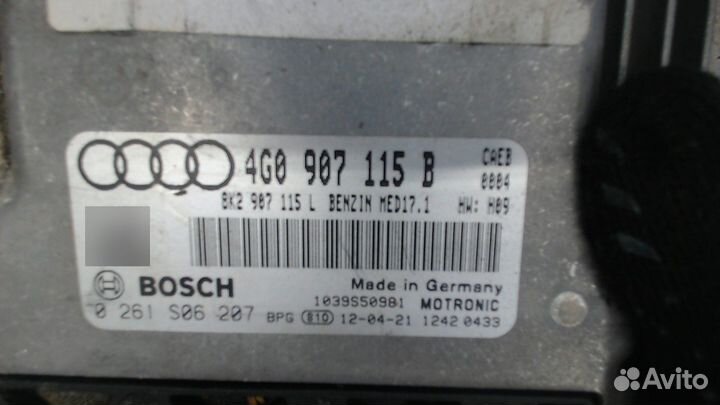 4G0 907 115 B
CAEB
0004
8K2 907 115 L BENZIN MED17.1 HW: H09
BOSCH
Made in Germany
1039S50981 MOTRONIC
0 261 S06 207 BPG 810 12-04-21 1242 0433
Avito